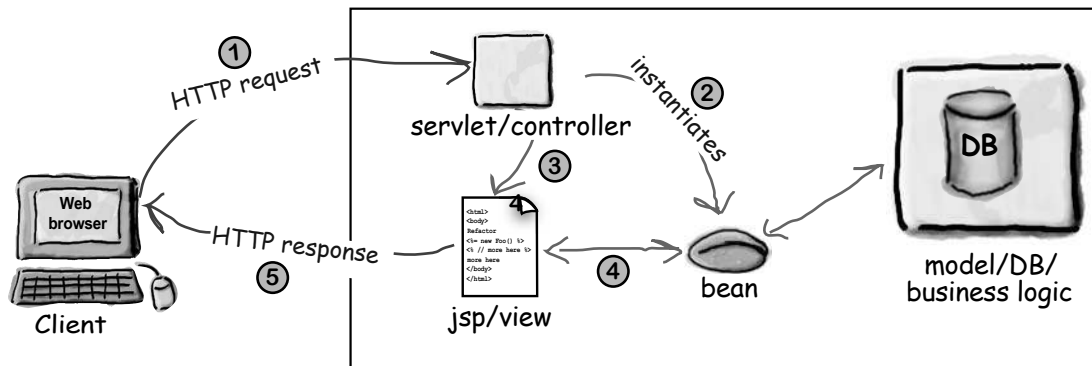 1
HTTP request
servlet/controller
instantiates
2
3
DB
Web
browser
4
<html>
<body>
Refactor
<%= new Foo() %>
<% // more here %>
more here
</body>
</html>
HTTP response
5
4
bean
model/DB/
business logic
jsp/view
Client